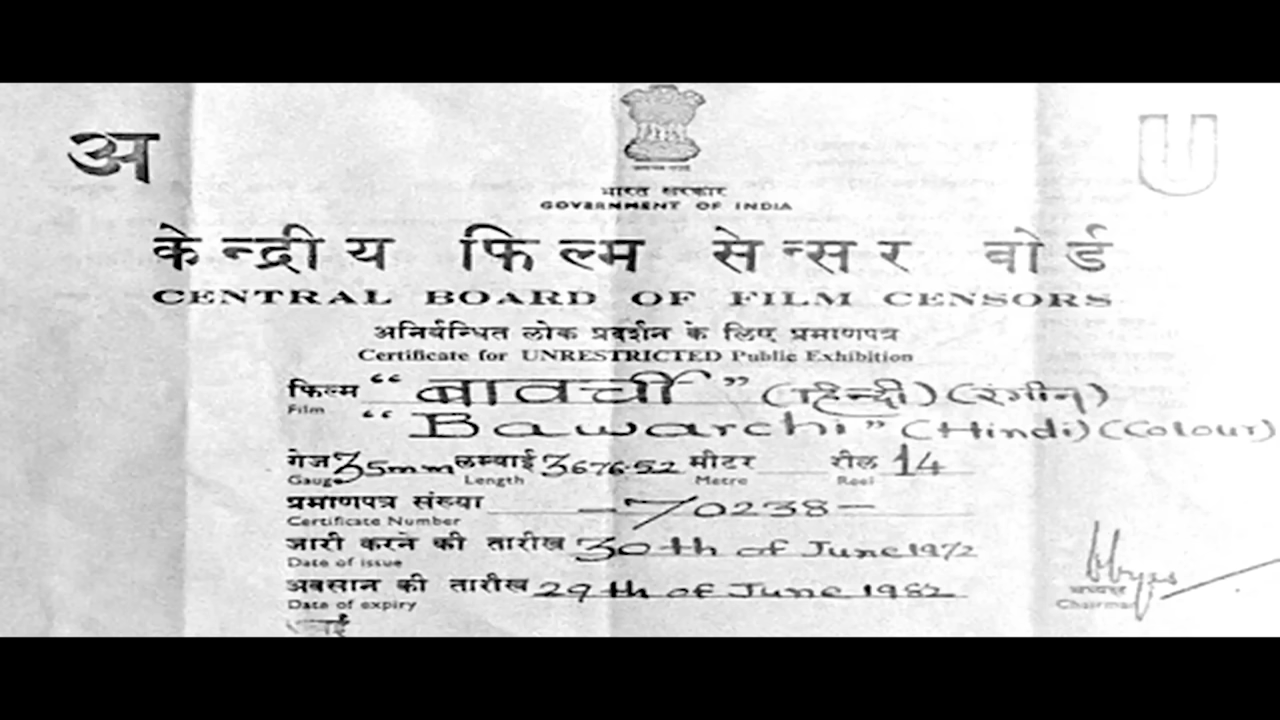 अ
U
भारत सरकार
GOVERNMENT OF INDIA
केन्द्रीय फिल्म सेन्सर बोर्ड
CENTRAL BOARD OF FILM CENSORS
अनिर्बन्धित लोक प्रदर्शन के लिए प्रमाणपत्र
Certificate for UNRESTRICTED Public Exhibition
फिल्म “बावर्ची” (हिन्दी) (रंगीन)
Film “Bawarchi” (Hindi) (Colour)
गेज 35mm लम्बाई 3676.52 मीटर रील 14
Gauge Length Metre Reel
प्रमाणपत्र संख्या
Certificate Number -70238-
जारी करने की तारीख 30th of June 1972
Date of issue
अवसान की तारीख 29th of June 1982
Date of expiry
Chairman